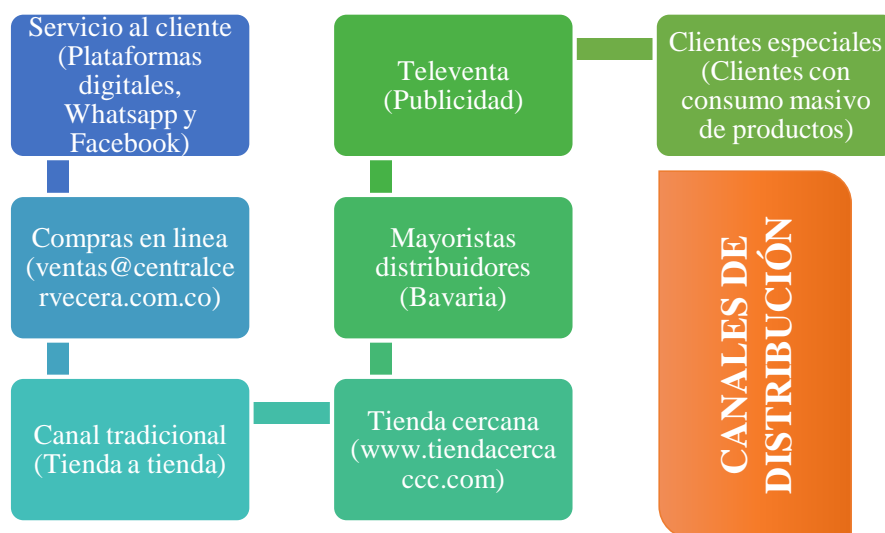 Servicio al cliente
(Plataformas
digitales,
Whatsapp y
Facebook)
Compras en linea
(ventas@centralce
rvecera.com.co)
Canal tradicional
(Tienda a tienda)
Tienda cercana
(www.tiendacerca
ccc.com)
Mayoristas
distribuidores
(Bavaria)
Televenta
(Publicidad)
Clientes especiales
(Clientes con
consumo masivo
de productos)
CANALES DE
DISTRIBUCIÓN